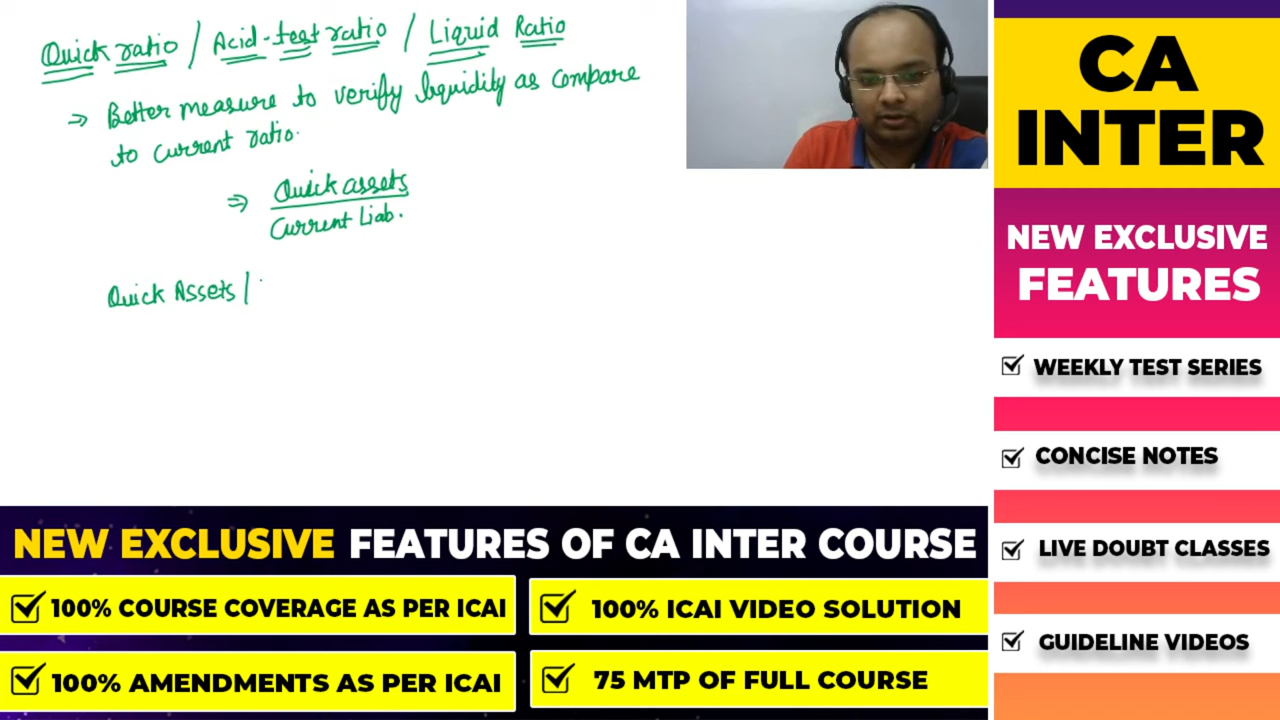 Quick ratio / Acid-test ratio / Liquid Ratio
⇒ Better measure to verify liquidity as compare
to current ratio.
⇒ Quick assets
Current Liab.
Quick Assets /
CA
INTER
NEW EXCLUSIVE
FEATURES
WEEKLY TEST SERIES
CONCISE NOTES
LIVE DOUBT CLASSES
GUIDELINE VIDEOS
NEW EXCLUSIVE FEATURES OF CA INTER COURSE
100% COURSE COVERAGE AS PER ICAI
100% ICAI VIDEO SOLUTION
100% AMENDMENTS AS PER ICAI
75 MTP OF FULL COURSE